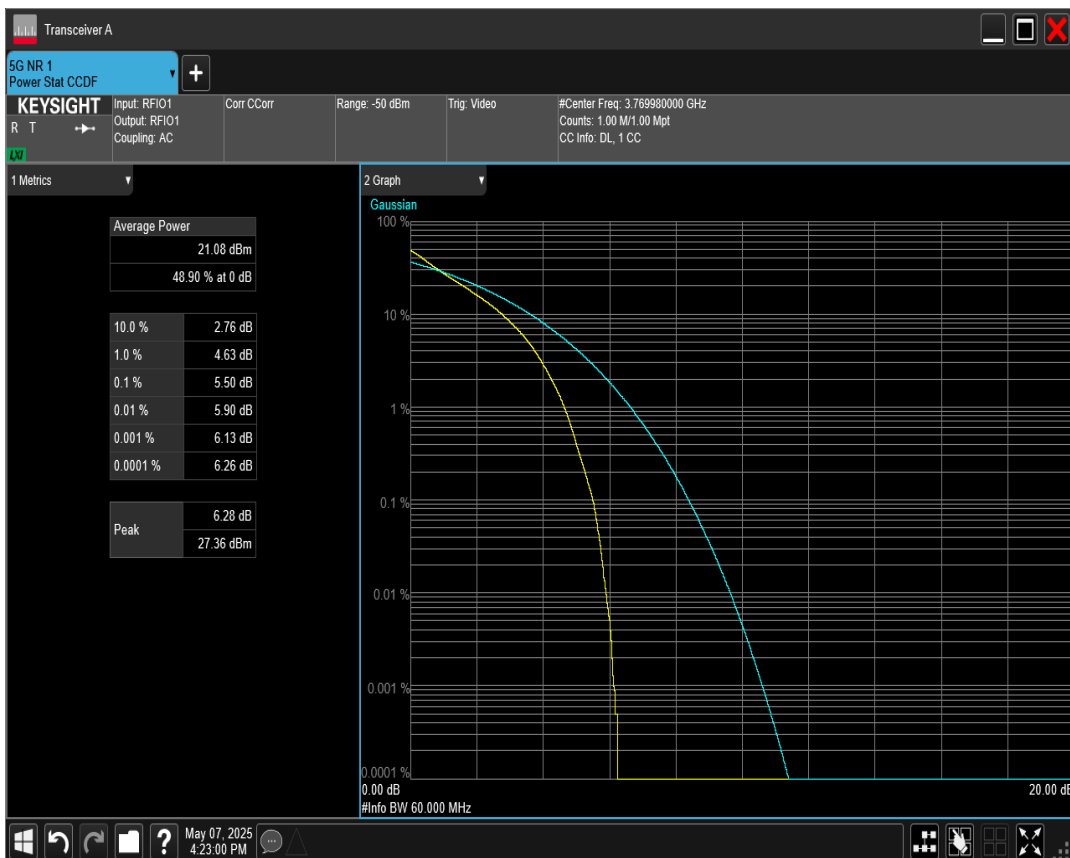 Transceiver A
5G NR 1
Power Stat CCDF
KEYSIGHT
R T
LXI
Input: RFIO1
Output: RFIO1
Coupling: AC
Corr CCorr
Range: -50 dBm
Trig: Video
#Center Freq: 3.769980000 GHz
Counts: 1.00 M/1.00 Mpt
CC Info: DL, 1 CC
1 Metrics
Average Power
21.08 dBm
48.90 % at 0 dB
10.0 % 2.76 dB
1.0 % 4.63 dB
0.1 % 5.50 dB
0.01 % 5.90 dB
0.001 % 6.13 dB
0.0001 % 6.26 dB
Peak
6.28 dB
27.36 dBm
2 Graph
Gaussian
100 %
10 %
1 %
0.1 %
0.01 %
0.001 %
0.0001 %
0.00 dB
20.00 dB
#Info BW 60.000 MHz
?
May 07, 2025
4:23:00 PM